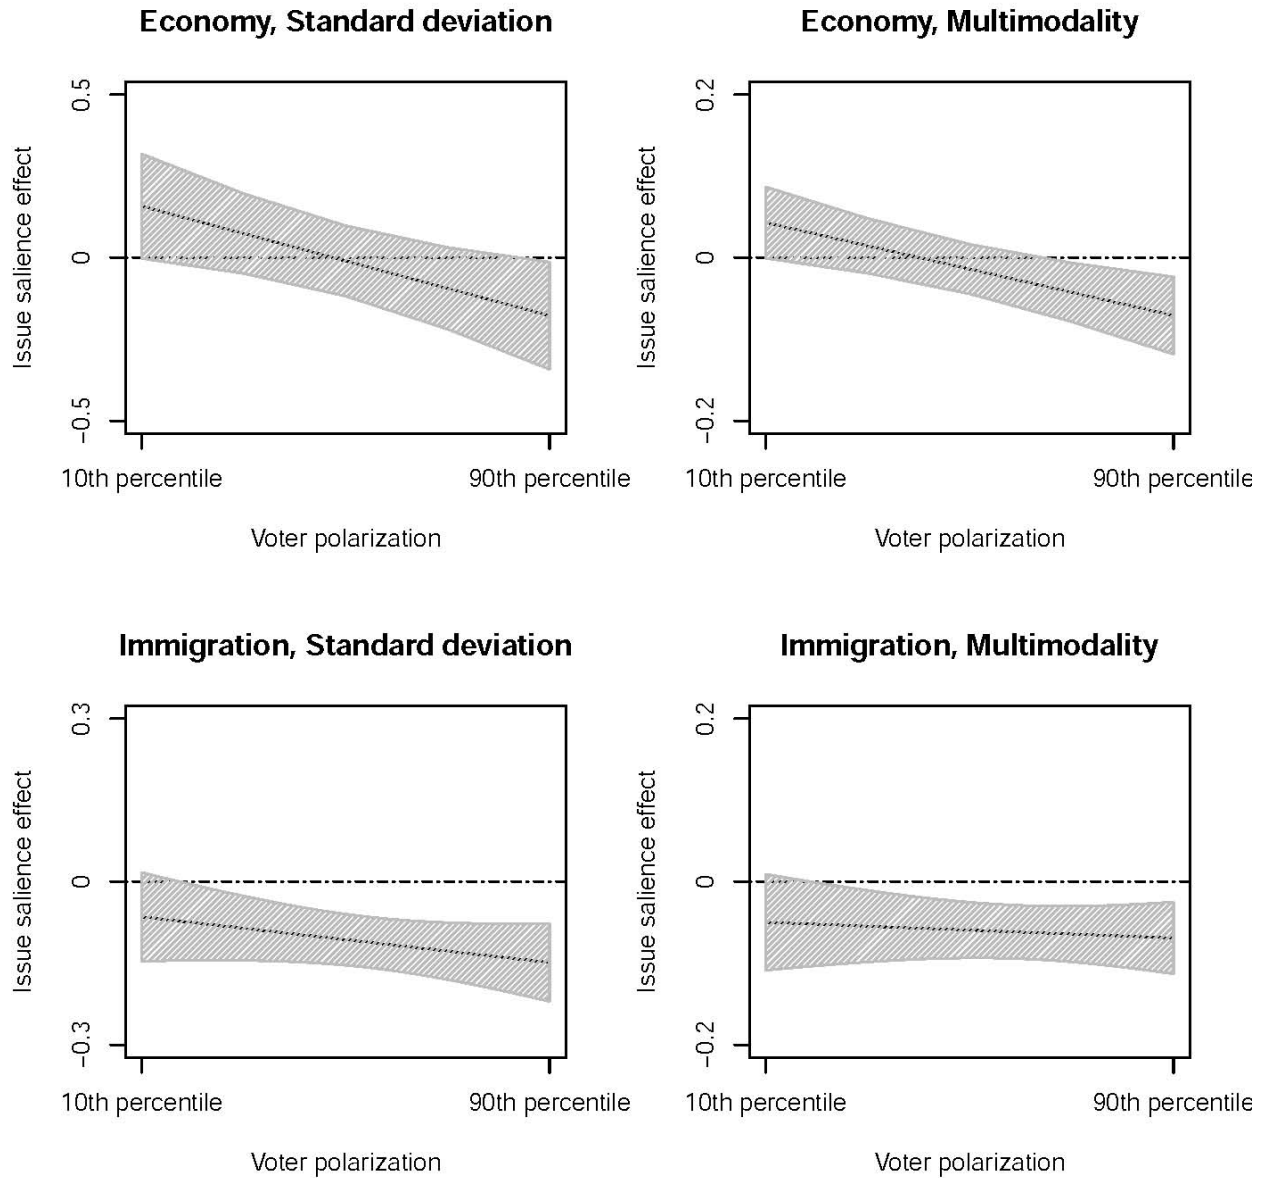 Economy, Standard deviation
Issue salience effect
0.5
0
−0.5
10th percentile 90th percentile
Voter polarization
Economy, Multimodality
Issue salience effect
0.2
0
−0.2
10th percentile 90th percentile
Voter polarization
Immigration, Standard deviation
Issue salience effect
0.3
0
−0.3
10th percentile 90th percentile
Voter polarization
Immigration, Multimodality
Issue salience effect
0.2
0
−0.2
10th percentile 90th percentile
Voter polarization